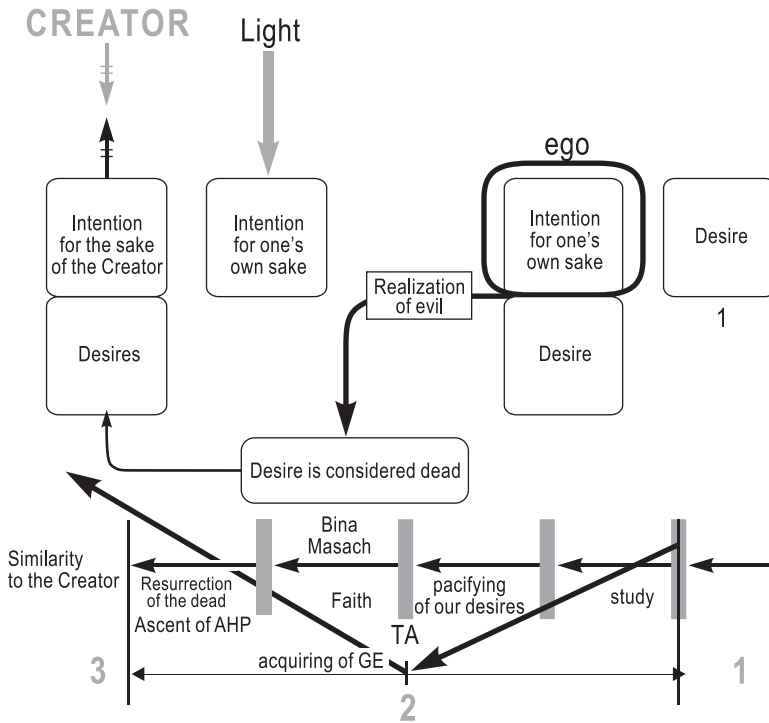 CREATOR
Light
ego
Intention
for the sake
of the Creator
Intention
for one's
own sake
Intention
for one's
own sake
Desire
1
Realization
of evil
Desires
Desire
Desire is considered dead
Similarity
to the Creator
Bina
Masach
Resurrection
of the dead
Ascent of AHP
Faith
pacifying
of our desires
study
TA
acquiring of GE
3
2
1